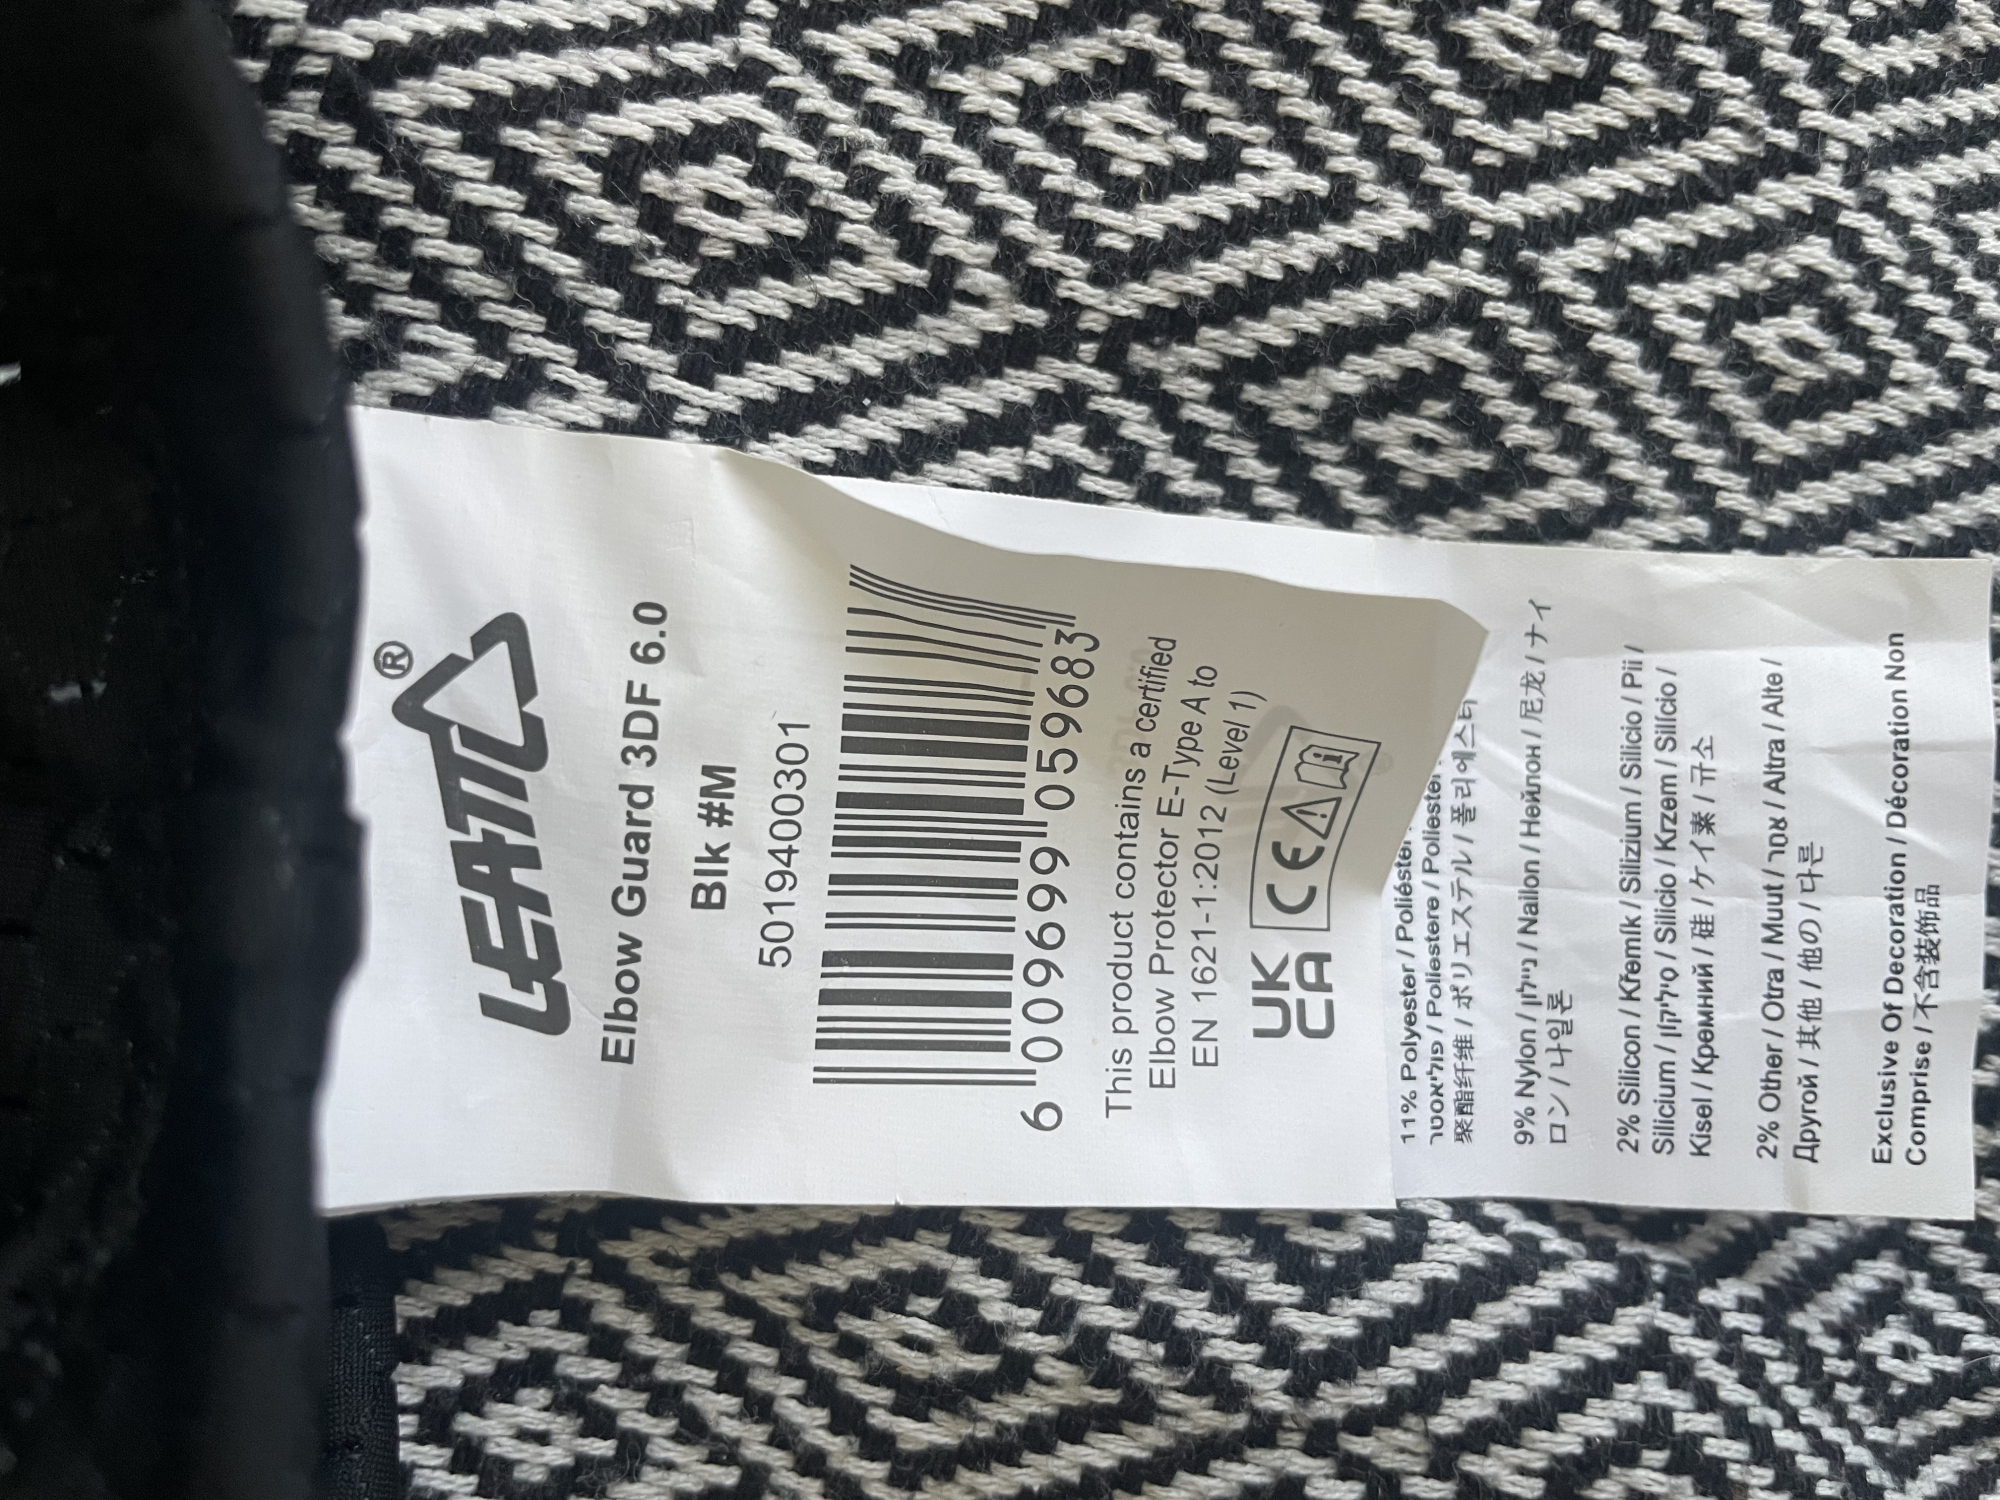 LEATT®
Elbow Guard 3DF 6.0
Blk #M
5019400301
6 009699 059683
This product contains a certified
Elbow Protector E-Type A to
EN 1621-1:2012 (Level 1)
UK
CA
CE
11% Polyester / Poliéster
פוליאסטר / Poliestere / Poliester
聚酯纤维 / ポリエステル / 폴리에스터
9% Nylon / ניילון / Nailon / Нейлон / 尼龙 / ナイ
ロン / 나일론
2% Silicon / Křemík / Silizium / Silicio / Pii /
Silicium / סיליקון / Silicio / Krzem / Silício /
Kisel / Кремний / 硅 / ケイ素 / 규소
2% Other / Otra / Muut / אחר / Altra / Alte /
Другой / 其他 / 他の / 다른
Exclusive Of Decoration / Décoration Non
Comprise / 不含装饰品